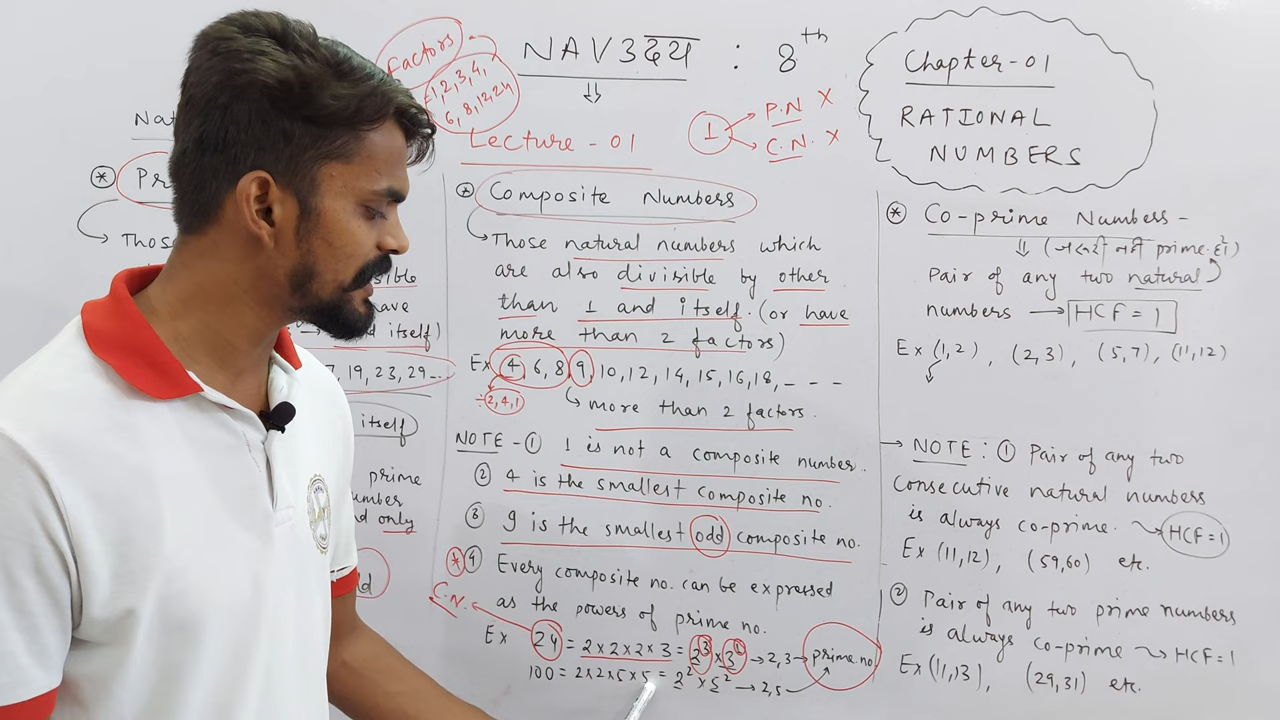 Factors
NAV3दय : 8th
1, 2, 3, 4,
6, 8, 12, 24
⇓
Lecture - 01
1 → P.N ×
→ C.N. ×
Chapter-01
RATIONAL
NUMBERS
Nat
* Pr
Those
sible
have
itself)
7, 19, 23, 29...
itself
prime
umber
only
d
* Composite Numbers
→ Those natural numbers which
are also divisible by other
than 1 and itself. (or have
more than 2 factors)
Ex 4, 6, 8, 9, 10, 12, 14, 15, 16, 18, - - -
÷ 2, 4, 1
→ more than 2 factors.
NOTE - ① 1 is not a composite number.
② 4 is the smallest composite no.
③ 9 is the smallest odd composite no.
* ④ Every composite no. can be expressed
as the powers of prime no.
C.N.
Ex 24 = 2×2×2×3 = 2³×3① → 2,3 → prime no
100 = 2×2×5×5 = 2²×5² → 2,5
* Co-prime Numbers -
⇓ (जरूरी नहीं prime हो)
Pair of any two natural
numbers → HCF = 1
Ex (1,2), (2,3), (5,7), (11,12)
→ NOTE : ① Pair of any two
consecutive natural numbers
is always co-prime. → HCF=1
Ex (11,12), (59,60) etc.
② Pair of any two prime numbers
is always co-prime → HCF=1
Ex (11,13), (29,31) etc.